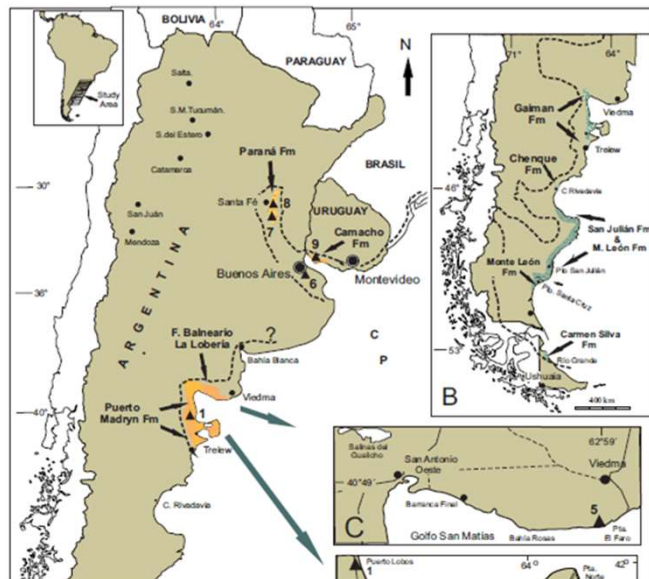 BOLIVIA
64
65
N
PARAGUAY
Study
Area
Salta.
S.M.Tucumán.
S.del Estero
Catamarca
Paraná Fm
BRASIL
30
Santa Fé
8
7
San Juán
Mendoza
URUGUAY
Camacho
Fm
9
Buenos Aires
6
Montevideo
36
ARGENTINA
F. Balneario
La Lobería
?
Bahía Blanca
C
P
Viedma
Puerto
Madryn Fm
1
40
Trelew
C. Rivadavia
71°
64
Gaiman
Fm
Viedma
Trelew
Chenque
Fm
46
C Rivadavia
San Julián Fm
&
M. León Fm
Monte León
Fm
Pto San Julián
Pto. Santa Cruz
53
Carmen Silva
Fm
Río Grande
Ushuaia
B
400 km
Salinas del
Gualicho
62°59´
San Antonio
Oeste
Viedma
40°49´
Barranca Final
5
Pta.
El Faro
C
Golfo San Matías
Bahía Rosas
Puerto Lobos
1
64°
42°
Pta.
Norte